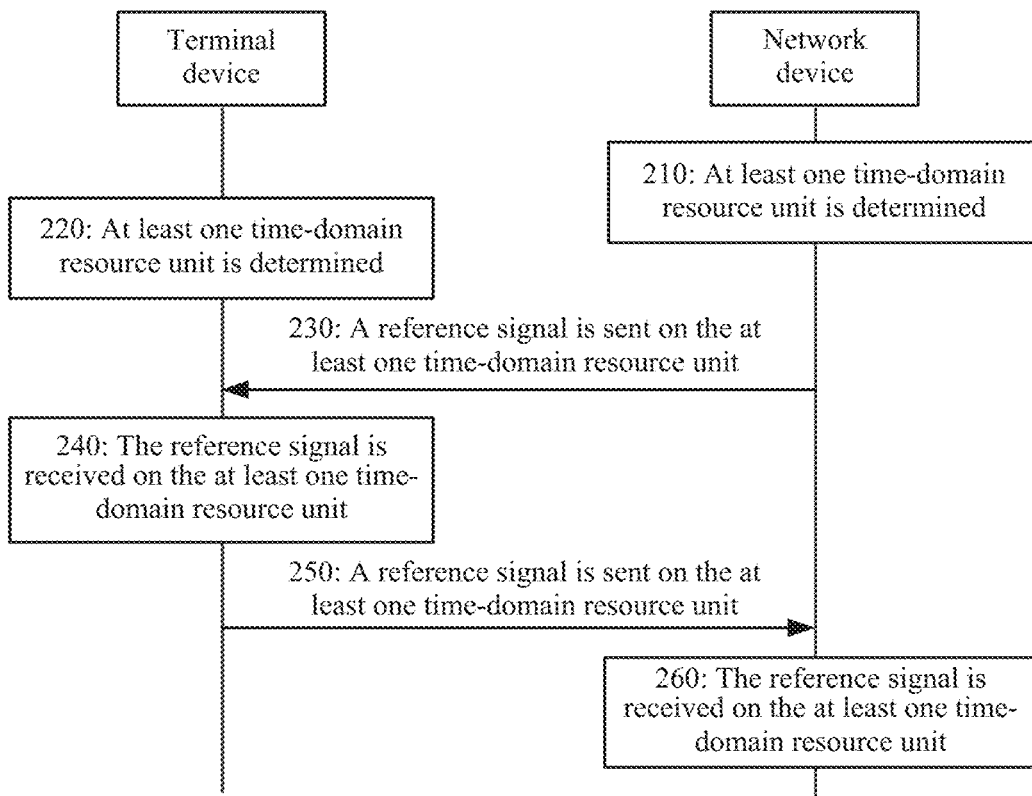 Terminal
device
Network
device
210: At least one time-domain
resource unit is determined
220: At least one time-domain
resource unit is determined
230: A reference signal is sent on the at
least one time-domain resource unit
240: The reference signal is
received on the at least one time-
domain resource unit
250: A reference signal is sent on the at
least one time-domain resource unit
260: The reference signal is
received on the at least one time-
domain resource unit